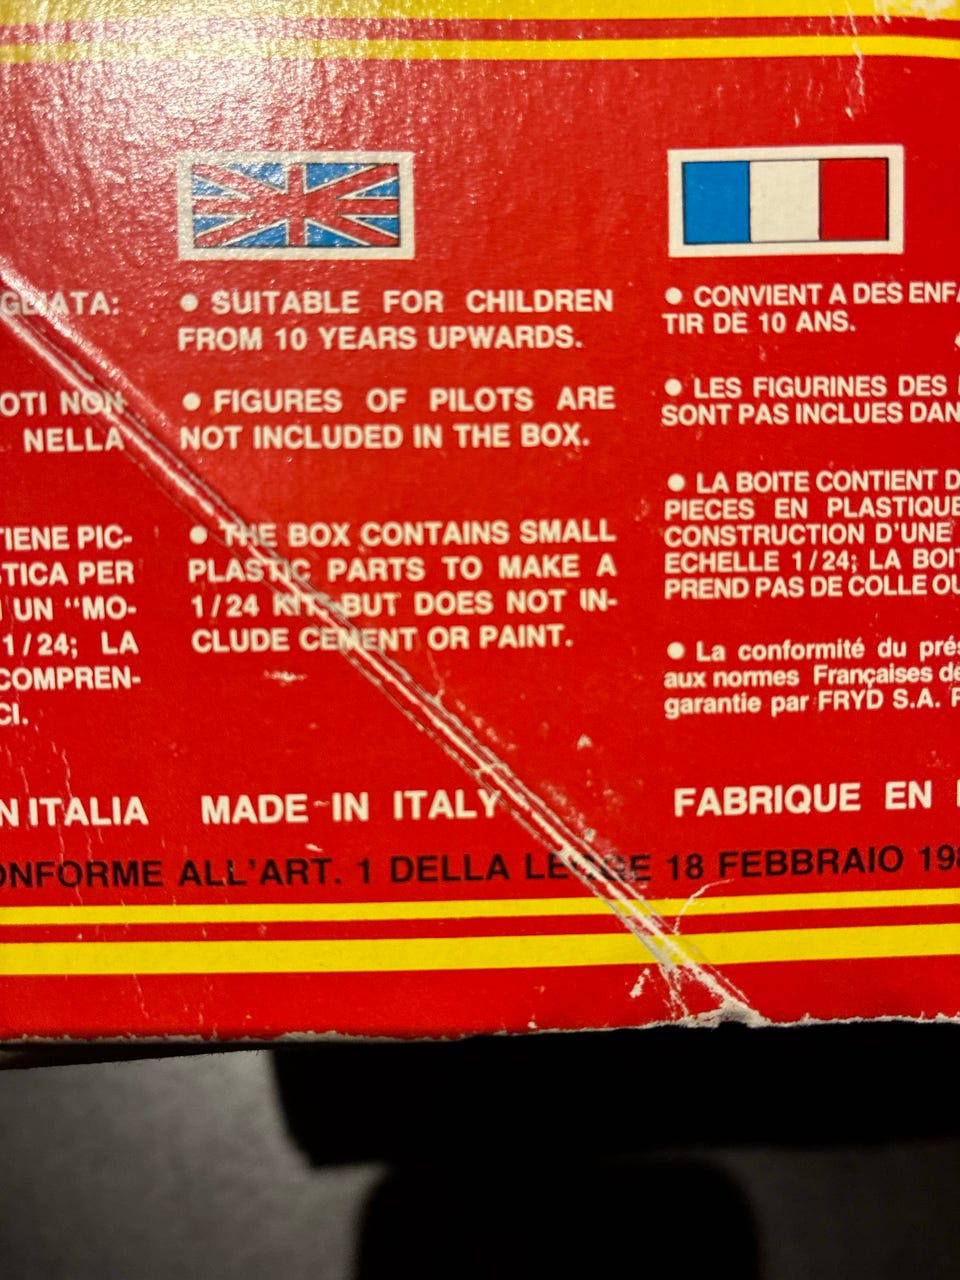 GLIATA:
OTI NON
NELLA
TIENE PIC-
STICA PER
UN “MO-
1/24; LA
COMPREN-
CI.
N ITALIA
• SUITABLE FOR CHILDREN
FROM 10 YEARS UPWARDS.
• FIGURES OF PILOTS ARE
NOT INCLUDED IN THE BOX.
• THE BOX CONTAINS SMALL
PLASTIC PARTS TO MAKE A
1/24 KIT, BUT DOES NOT IN-
CLUDE CEMENT OR PAINT.
MADE IN ITALY
• CONVIENT A DES ENFA
TIR DE 10 ANS.
• LES FIGURINES DES
SONT PAS INCLUES DAN
• LA BOITE CONTIENT D
PIECES EN PLASTIQUE
CONSTRUCTION D'UNE
ECHELLE 1/24; LA BOIT
PREND PAS DE COLLE OU
• La conformité du prés
aux normes Françaises de
garantie par FRYD S.A.
FABRIQUE EN
ONFORME ALL'ART. 1 DELLA LEGGE 18 FEBBRAIO 198